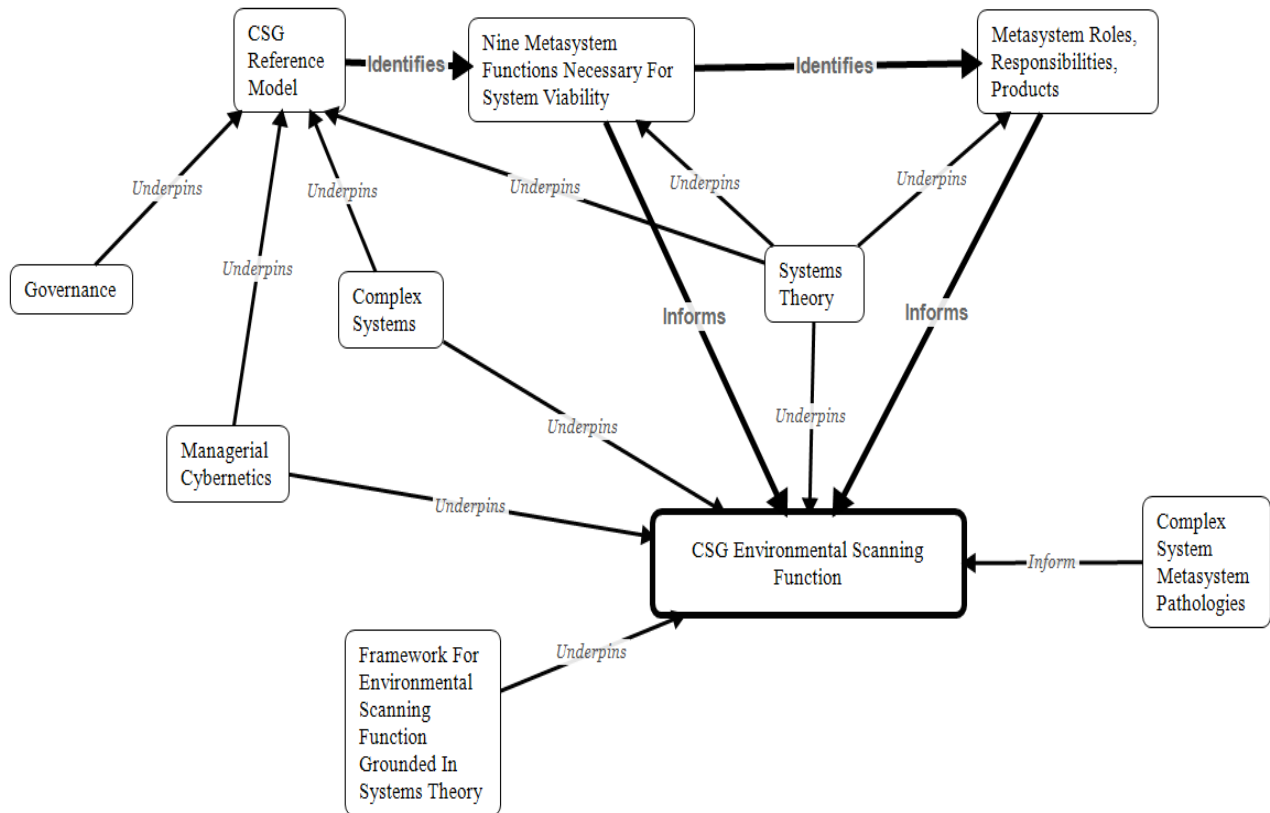 CSG
Reference
Model
Identifies
Nine Metasystem
Functions Necessary For
System Viability
Identifies
Metasystem Roles,
Responsibilities,
Products
Underpins
Underpins
Underpins
Underpins
Underpins
Underpins
Governance
Complex
Systems
Systems
Theory
Informs
Informs
Underpins
Underpins
Managerial
Cybernetics
Underpins
CSG Environmental Scanning
Function
Inform
Complex
System
Metasystem
Pathologies
Underpins
Framework For
Environmental
Scanning
Function
Grounded In
Systems Theory